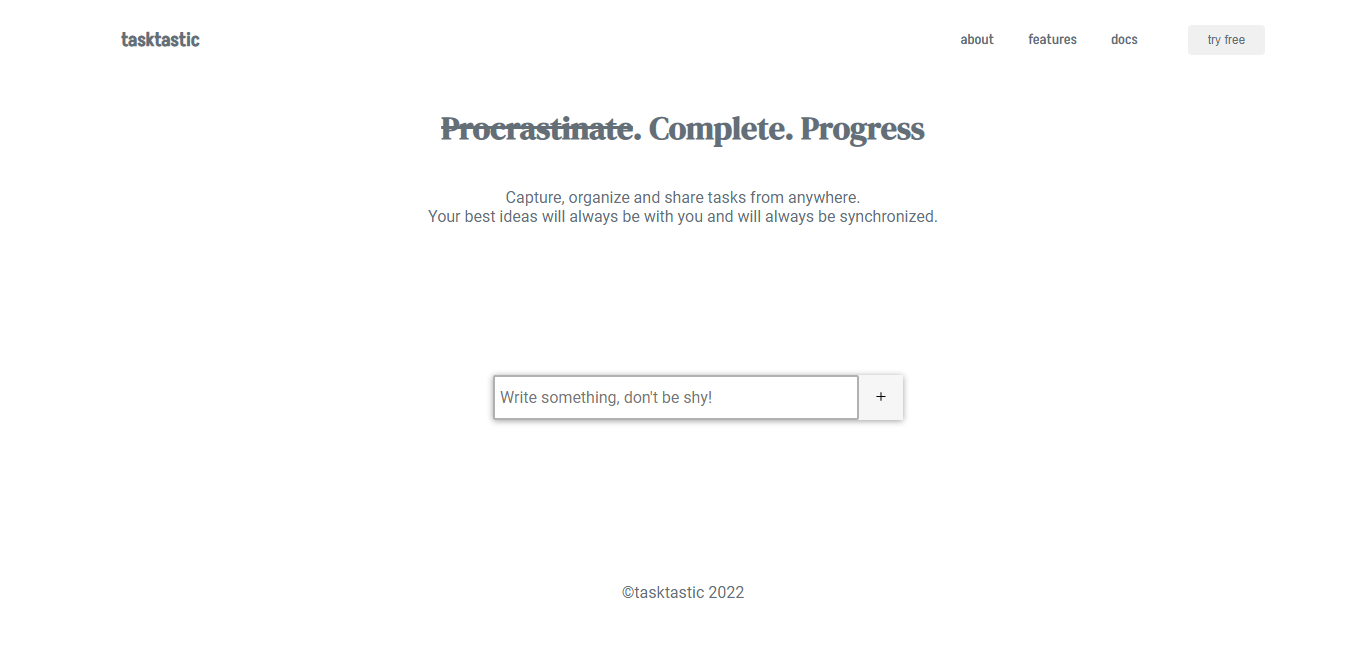 tasktastic
about
features
docs
try free
Procrastinate. Complete. Progress
Capture, organize and share tasks from anywhere.
Your best ideas will always be with you and will always be synchronized.
Write something, don't be shy!
+
©tasktastic 2022